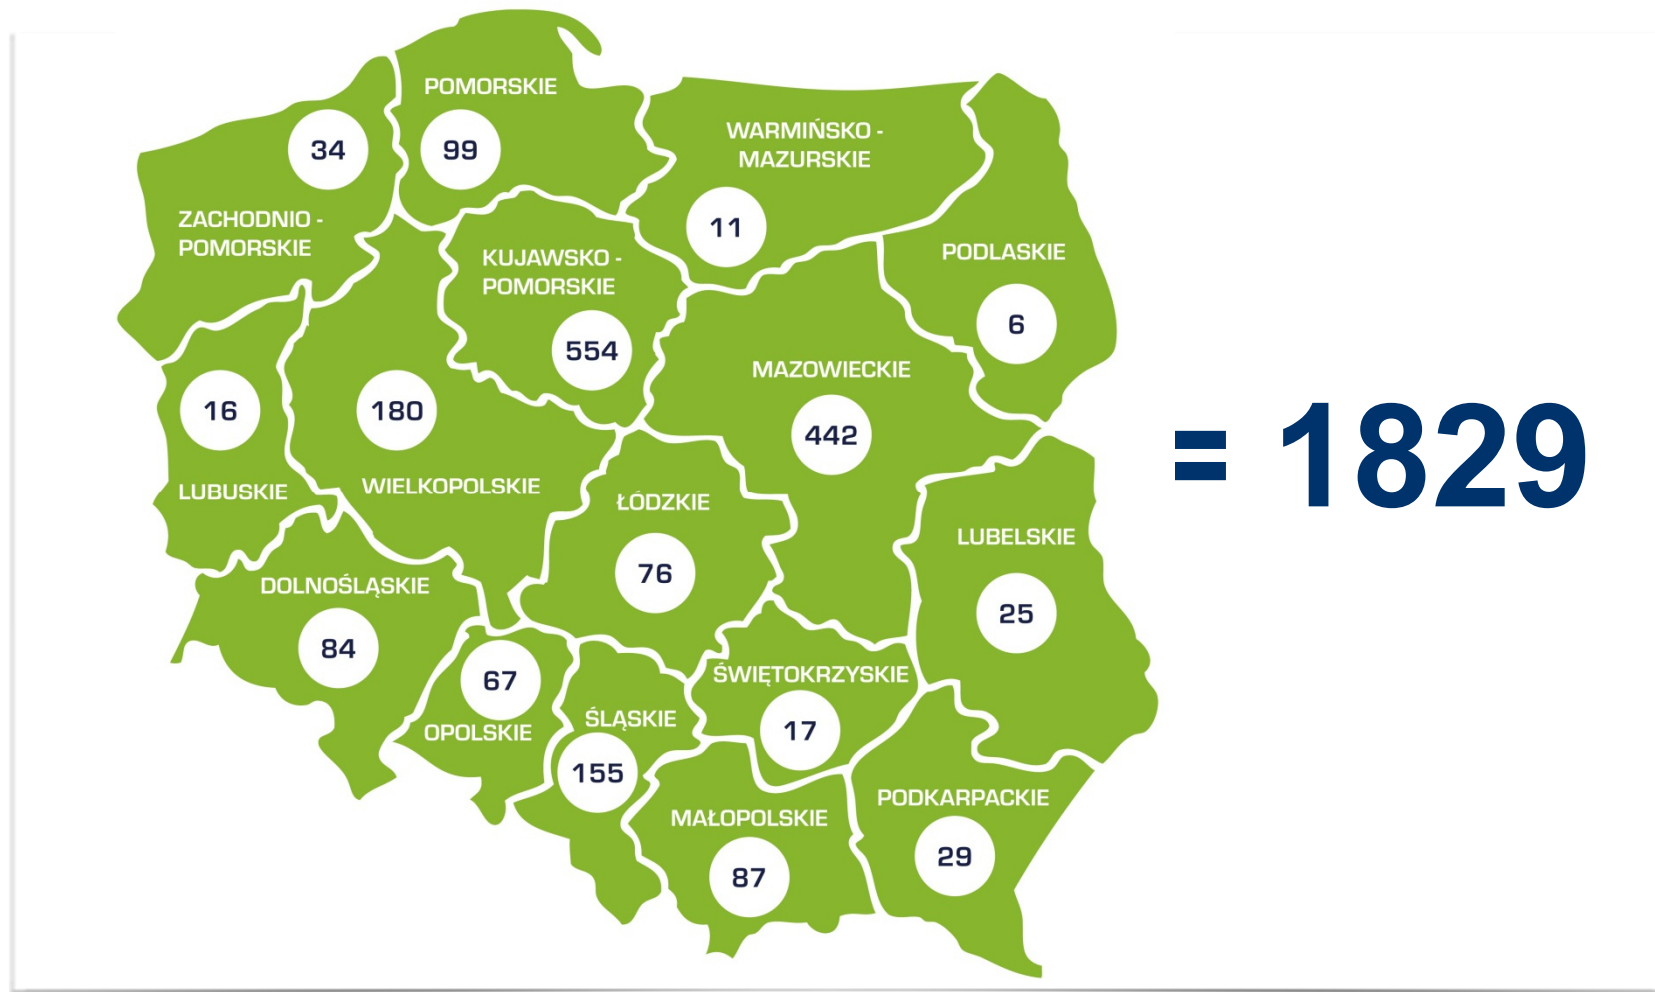 POMORSKIE
99
34
ZACHODNIO -
POMORSKIE
WARMIŃSKO -
MAZURSKIE
11
PODLASKIE
6
KUJAWSKO -
POMORSKIE
554
MAZOWIECKIE
442
16
LUBUSKIE
180
WIELKOPOLSKIE
= 1829
ŁÓDZKIE
76
LUBELSKIE
25
DOLNOŚLĄSKIE
84
67
OPOLSKIE
ŚLĄSKIE
155
ŚWIĘTOKRZYSKIE
17
MAŁOPOLSKIE
87
PODKARPACKIE
29